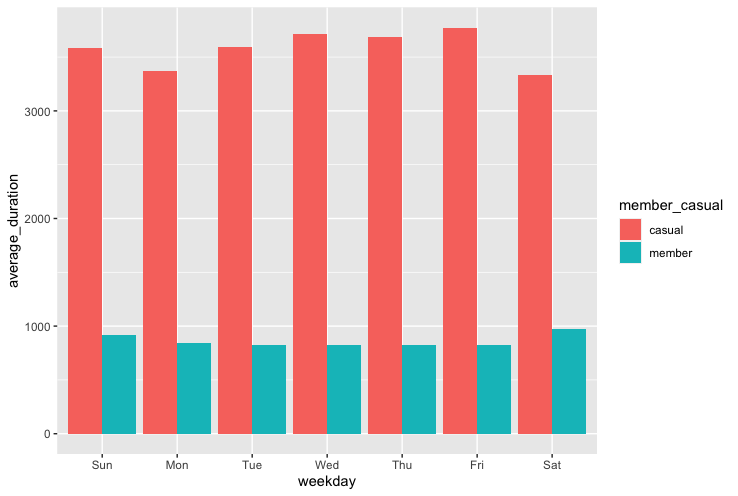 average_duration
3000
2000
1000
0
Sun Mon Tue Wed Thu Fri Sat
weekday
member_casual
casual
member